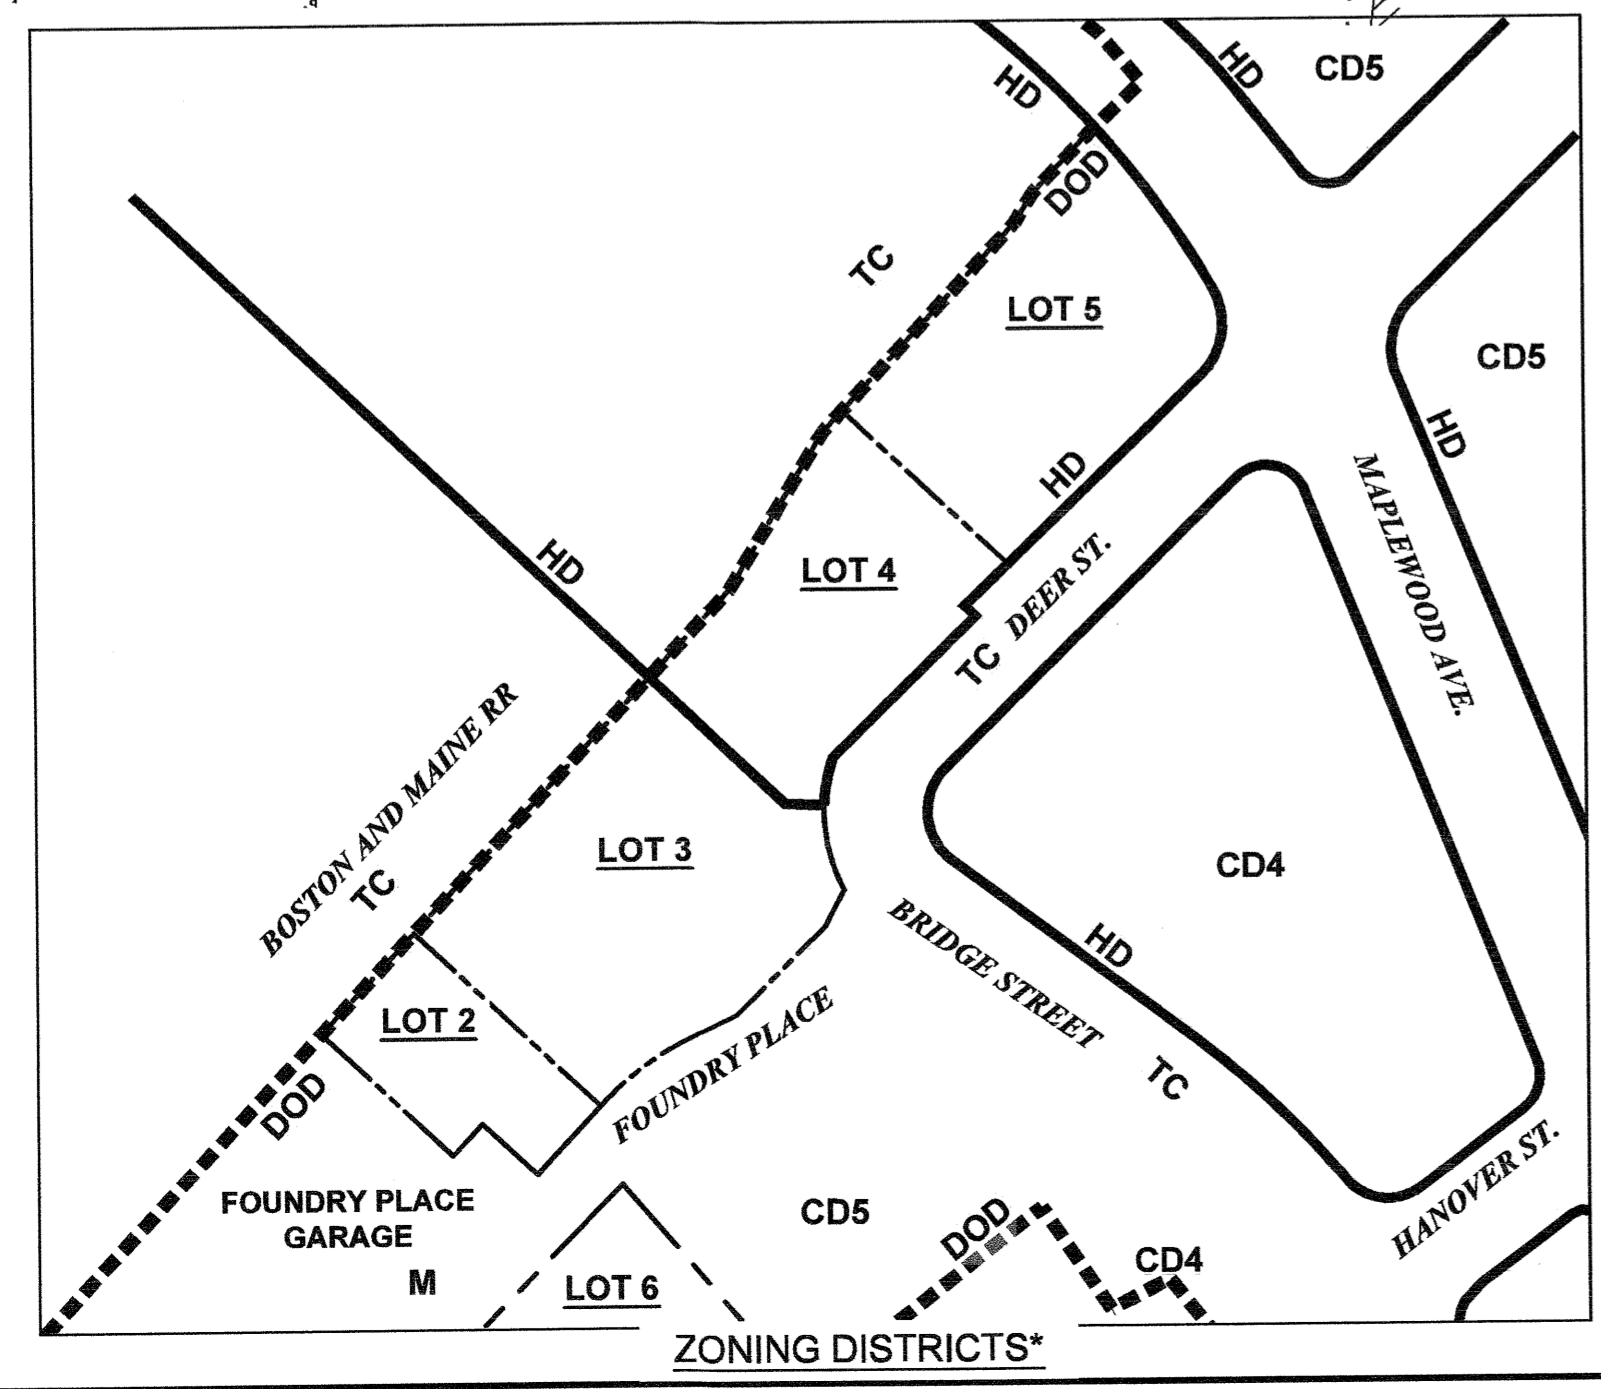 HD
HD
CD5
DOD
TC
LOT 5
CD5
HD
HD
MAPLEWOOD AVE.
HD
LOT 4
DEER ST.
TC
BOSTON AND MAINE RR
TC
LOT 3
CD4
BRIDGE STREET
HD
LOT 2
FOUNDRY PLACE
TC
DOD
HANOVER ST.
FOUNDRY PLACE
GARAGE
M
CD5
DOD
CD4
LOT 6
ZONING DISTRICTS*